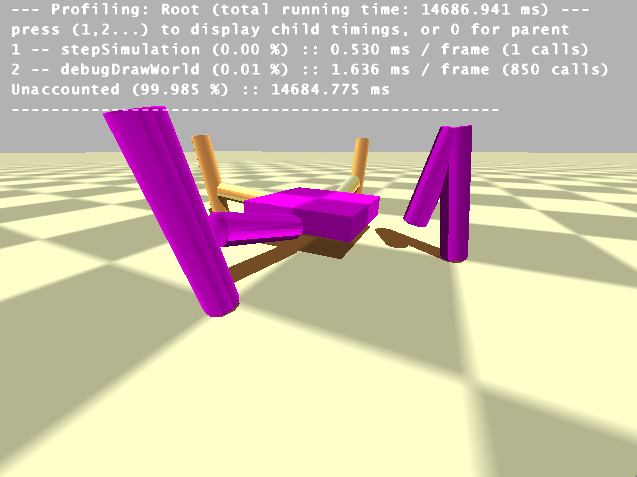 --- Profiling: Root (total running time: 14686.941 ms) ---
press (1,2...) to display child timings, or 0 for parent
1 -- stepSimulation (0.00 %) :: 0.530 ms / frame (1 calls)
2 -- debugDrawWorld (0.01 %) :: 1.636 ms / frame (850 calls)
Unaccounted (99.985 %) :: 14684.775 ms
-------------------------------------------------